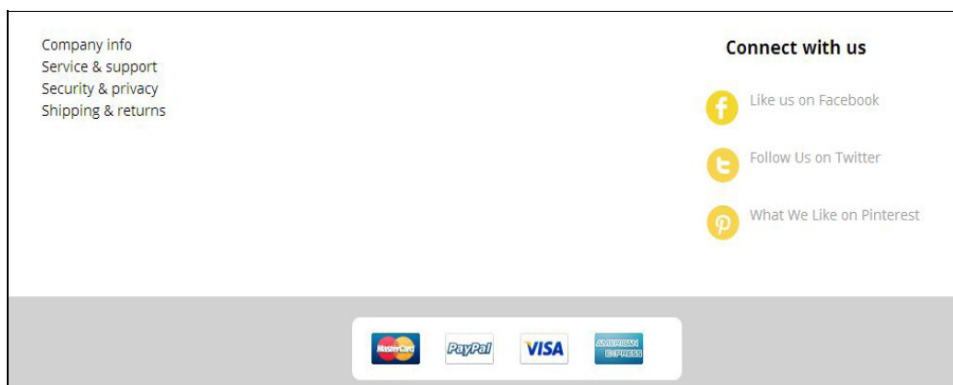 Company info
Service & support
Security & privacy
Shipping & returns
Connect with us
Like us on Facebook
Follow Us on Twitter
What We Like on Pinterest
MasterCard
PayPal
VISA
AMERICAN
EXPRESS